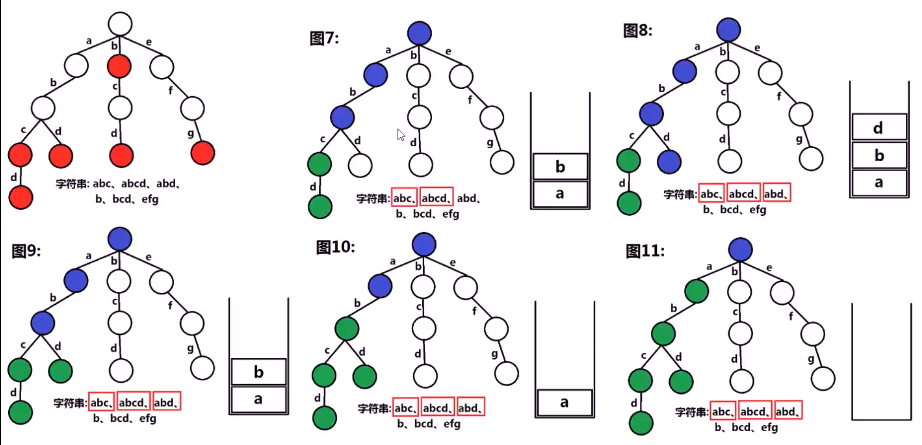 a b e
b c f
c d d g
d
字符串: abc、abcd、abd、
b、bcd、efg
图7:
a b e
b c f
c d d g
d
b
a
字符串: abc、abcd、abd、
b、bcd、efg
图8:
a b e
b c f
c d d g
d
d
b
a
字符串: abc、abcd、abd、
b、bcd、efg
图9:
a b e
b c f
c d d g
d
b
a
字符串: abc、abcd、abd、
b、bcd、efg
图10:
a b e
b c f
c d d g
d
a
字符串: abc、abcd、abd、
b、bcd、efg
图11:
a b e
b c f
c d d g
d
字符串: abc、abcd、abd、
b、bcd、efg